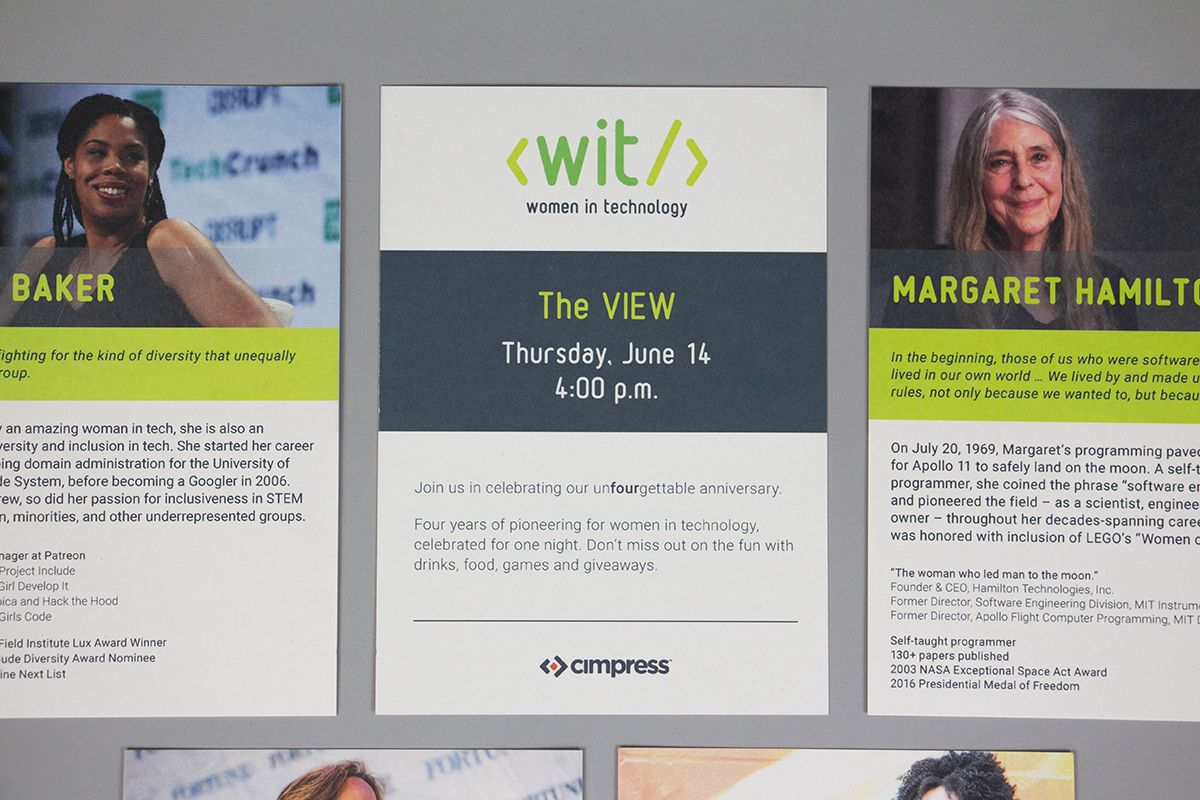 DISRUPT
TechCrunch
DISRUPT
BAKER
fighting for the kind of diversity that unequally
roup.
an amazing woman in tech, she is also an
versity and inclusion in tech. She started her career
ing domain administration for the University of
de System, before becoming a Googler in 2006.
rew, so did her passion for inclusiveness in STEM
n, minorities, and other underrepresented groups.
nager at Patreon
Project Include
Girl Develop It
bica and Hack the Hood
Girls Code
Field Institute Lux Award Winner
lude Diversity Award Nominee
ine Next List
<wit/>
women in technology
The VIEW
Thursday, June 14
4:00 p.m.
Join us in celebrating our unfourgettable anniversary.
Four years of pioneering for women in technology,
celebrated for one night. Don't miss out on the fun with
drinks, food, games and giveaways.
cimpress™
MARGARET HAMILTO
In the beginning, those of us who were software
lived in our own world … We lived by and made u
rules, not only because we wanted to, but becau
On July 20, 1969, Margaret's programming paved
for Apollo 11 to safely land on the moon. A self-t
programmer, she coined the phrase "software en
and pioneered the field – as a scientist, enginee
owner – throughout her decades-spanning caree
was honored with inclusion of LEGO's "Women o
"The woman who led man to the moon."
Founder & CEO, Hamilton Technologies, Inc.
Former Director, Software Engineering Division, MIT Instrum
Former Director, Apollo Flight Computer Programming, MIT D
Self-taught programmer
130+ papers published
2003 NASA Exceptional Space Act Award
2016 Presidential Medal of Freedom
FORTUNE
FORTUNE
FORTUNE